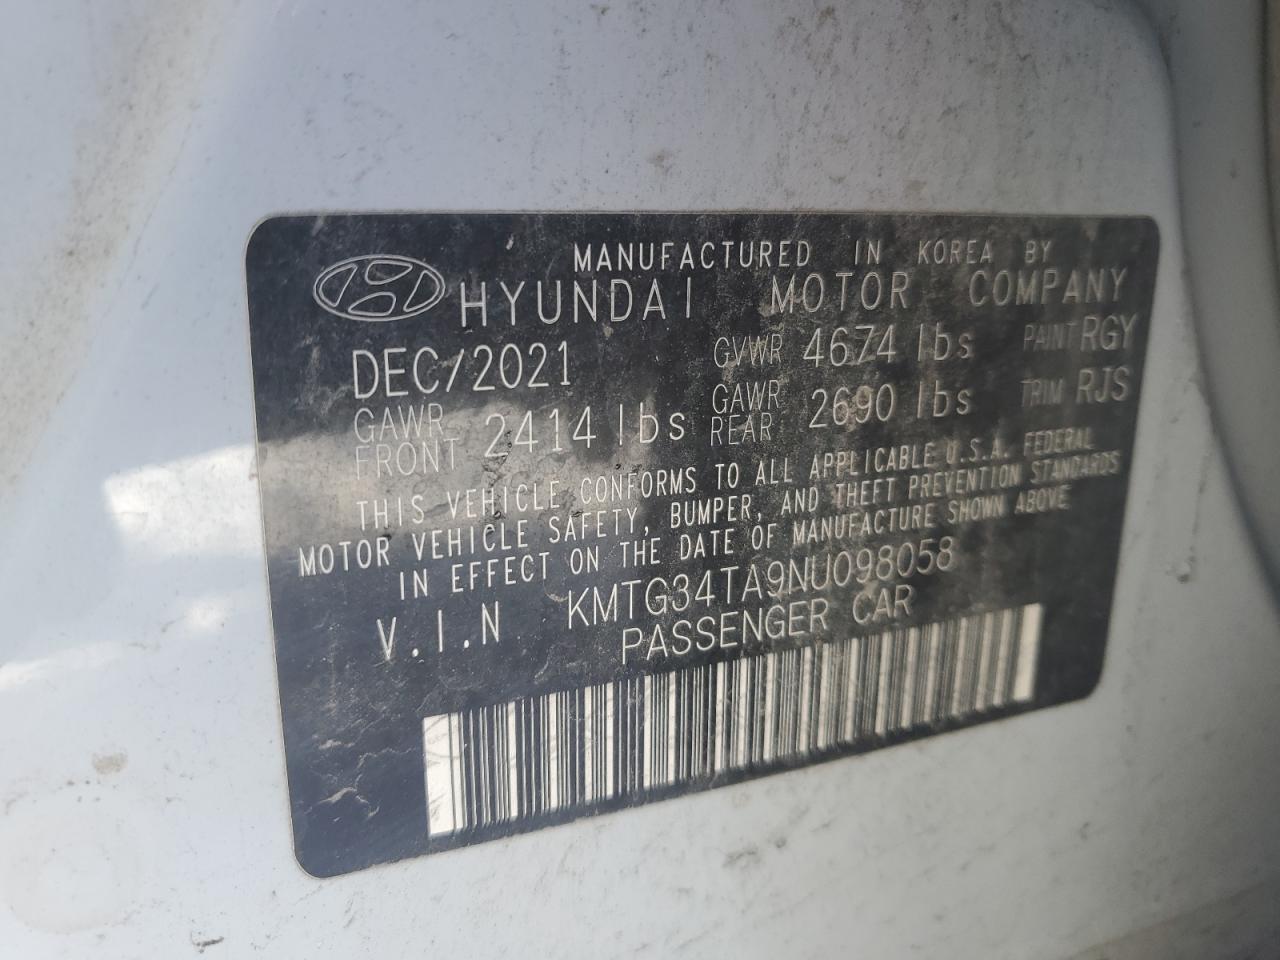 MANUFACTURED IN KOREA BY
HYUNDAI MOTOR COMPANY
DEC/2021 GVWR 4674 lbs PAINT RGY
GAWR FRONT 2414 lbs GAWR REAR 2690 lbs TRIM RJS
THIS VEHICLE CONFORMS TO ALL APPLICABLE U.S.A. FEDERAL
MOTOR VEHICLE SAFETY, BUMPER, AND THEFT PREVENTION STANDARDS
IN EFFECT ON THE DATE OF MANUFACTURE SHOWN ABOVE
V.I.N KMTG34TA9NU098058
PASSENGER CAR